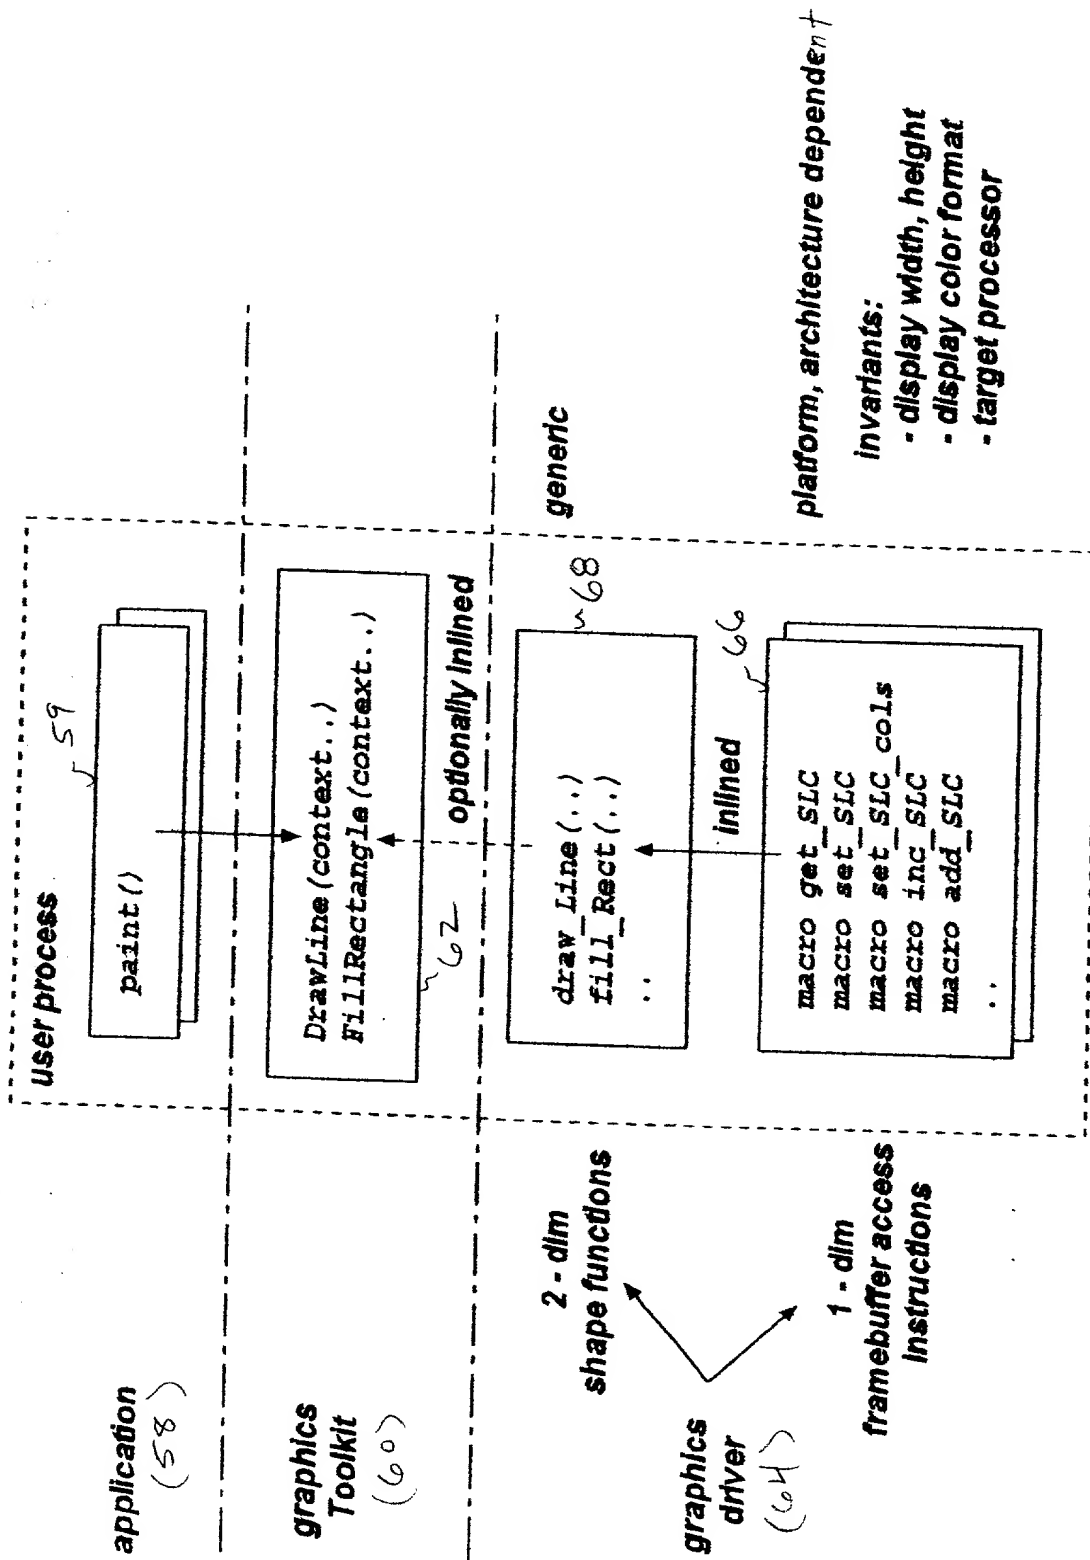 application
(58)
graphics
Toolkit
(60)
graphics
driver
(64)
2 - dim
shape functions
1 - dim
framebuffer access
instructions
user process
59
paint()
DrawLine(context..)
FillRectangle(context..)
62
optionally inlined
draw_Line(..)
fill_Rect(..)
..
68
inlined
66
macro get_SLC
macro set_SLC
macro set_SLC_cols
macro inc_SLC
macro add_SLC
..
generic
platform, architecture dependent
invariants:
- display width, height
- display color format
- target processor